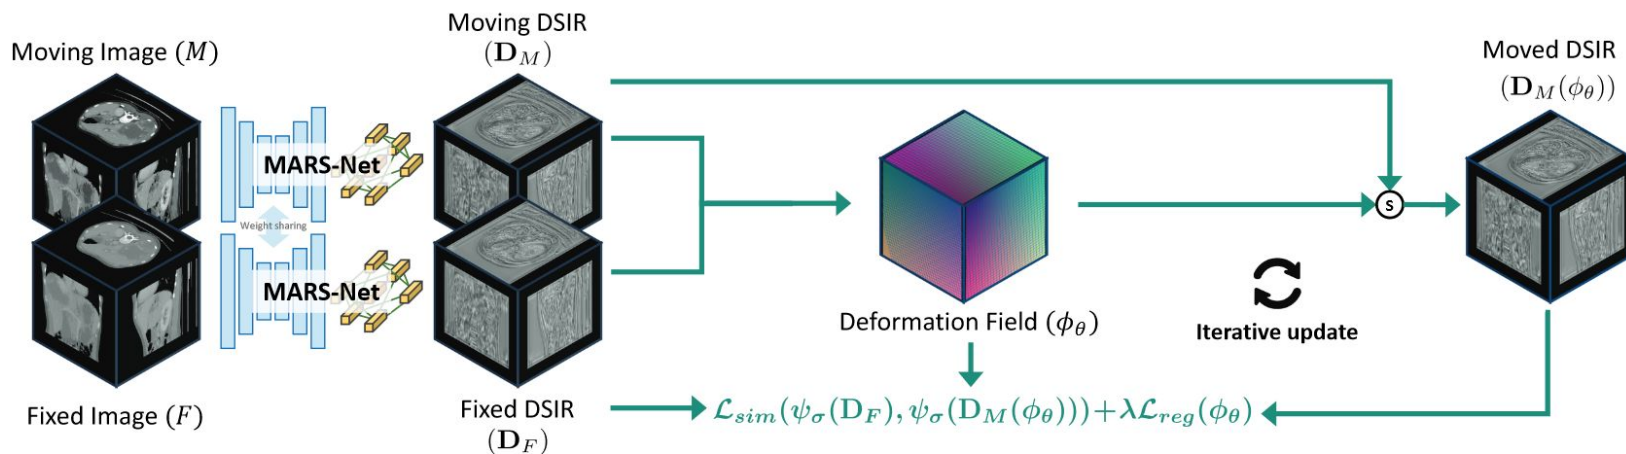 Moving Image (M)
Moving DSIR
(D_M)
Moved DSIR
(D_M(ϕ_θ))
MARS-Net
Weight sharing
MARS-Net
S
Deformation Field (ϕ_θ)
Iterative update
Fixed Image (F)
Fixed DSIR
(D_F)
ℒ_sim(ψ_σ(D_F), ψ_σ(D_M(ϕ_θ)))+λℒ_reg(ϕ_θ)